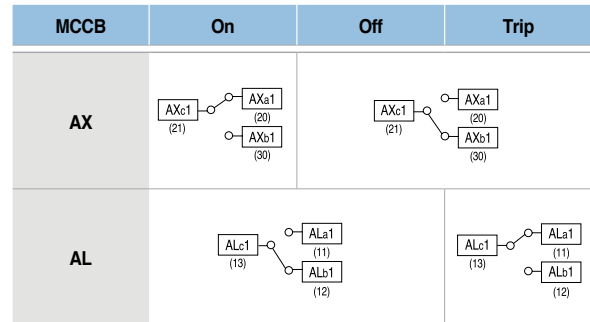 MCCB On Off Trip
AX
AXc1
(21)
AXa1
(20)
AXb1
(30)
AXc1
(21)
AXa1
(20)
AXb1
(30)
AL
ALc1
(13)
ALa1
(11)
ALb1
(12)
ALc1
(13)
ALa1
(11)
ALb1
(12)